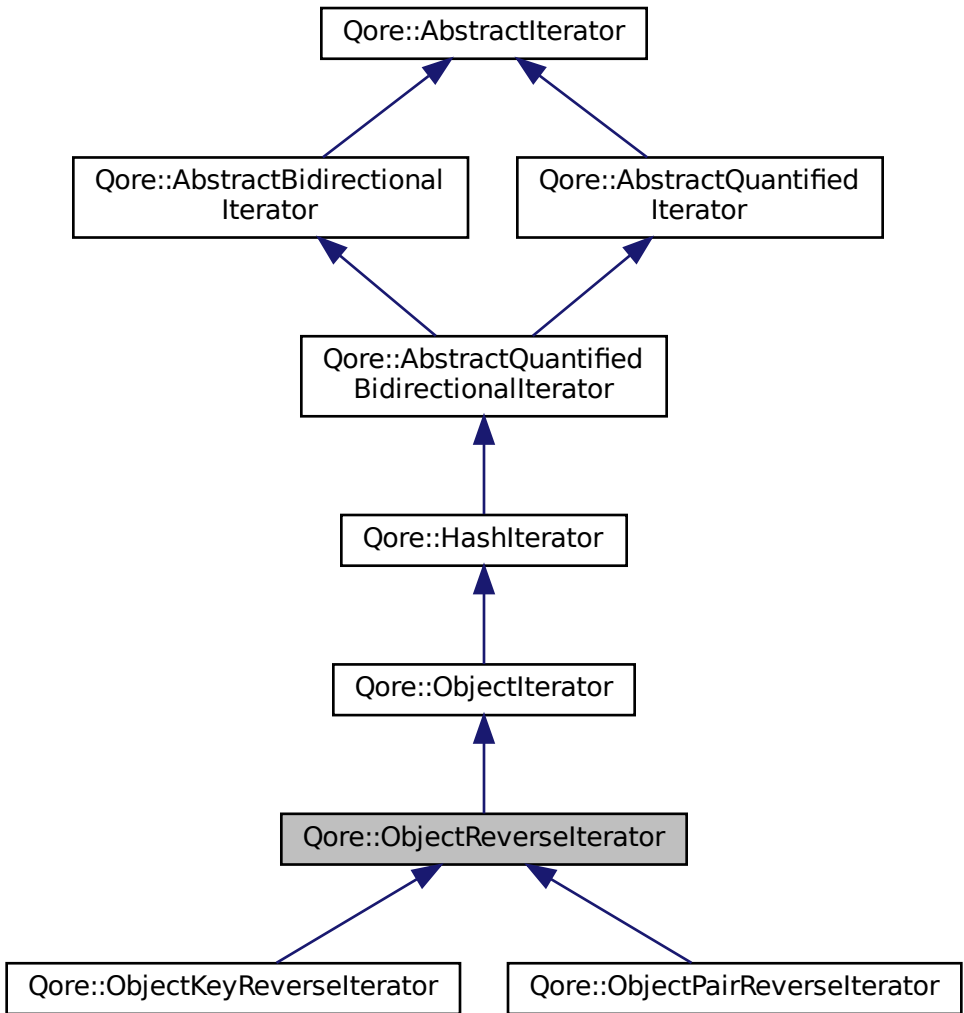 Qore::AbstractIterator
Qore::AbstractBidirectional
Iterator
Qore::AbstractQuantified
Iterator
Qore::AbstractQuantified
BidirectionalIterator
Qore::HashIterator
Qore::ObjectIterator
Qore::ObjectReverseIterator
Qore::ObjectKeyReverseIterator
Qore::ObjectPairReverseIterator